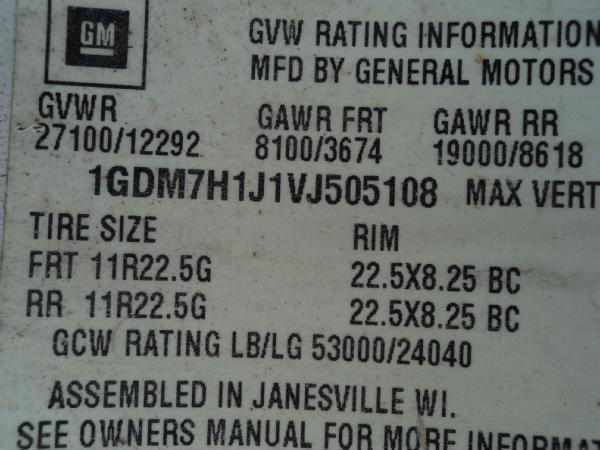 GM
GVW RATING INFORMATION
MFD BY GENERAL MOTORS
GVWR GAWR FRT GAWR RR
27100/12292 8100/3674 19000/8618
1GDM7H1J1VJ505108 MAX VERT
TIRE SIZE RIM
FRT 11R22.5G 22.5X8.25 BC
RR 11R22.5G 22.5X8.25 BC
GCW RATING LB/LG 53000/24040
ASSEMBLED IN JANESVILLE WI.
SEE OWNERS MANUAL FOR MORE